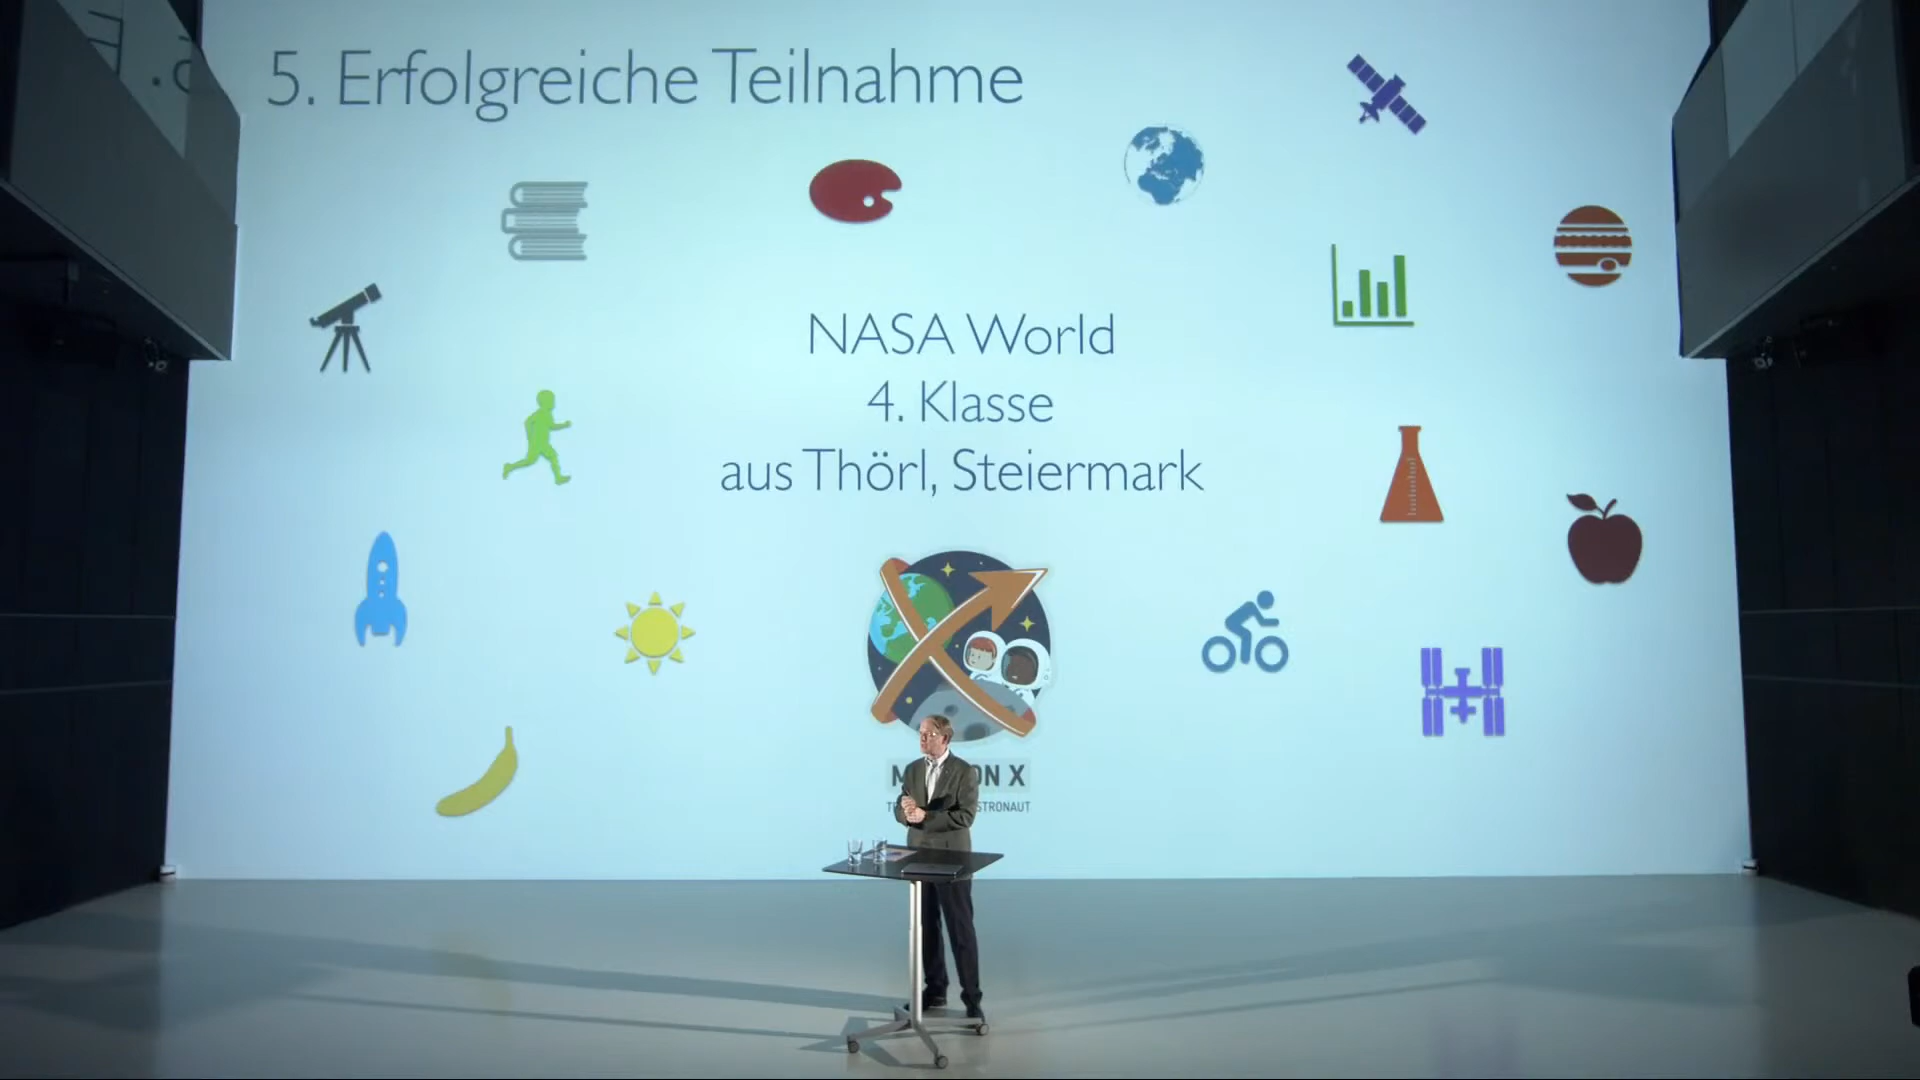 5. Erfolgreiche Teilnahme
NASA World
4. Klasse
aus Thörl, Steiermark